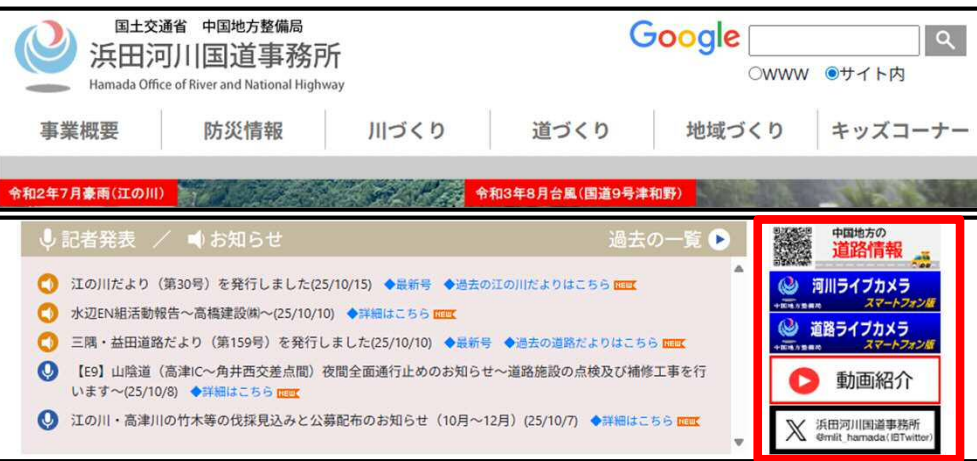 国土交通省 中国地方整備局
浜田河川国道事務所
Hamada Office of River and National Highway
Google
WWW サイト内
事業概要 防災情報 川づくり 道づくり 地域づくり キッズコーナー
令和2年7月豪雨(江の川) 令和3年8月台風(国道9号津和野)
記者発表 / お知らせ 過去の一覧
江の川だより（第30号）を発行しました(25/10/15) ◆最新号 ◆過去の江の川だよりはこちら NEW
水辺EN組活動報告～高橋建設㈱～(25/10/10) ◆詳細はこちら NEW
三隅・益田道路だより（第159号）を発行しました(25/10/10) ◆最新号 ◆過去の道路だよりはこちら NEW
【E9】山陰道（高津IC～角井西交差点間）夜間全面通行止めのお知らせ～道路施設の点検及び補修工事を行
います～(25/10/8) ◆詳細はこちら NEW
江の川・高津川の竹木等の伐採見込みと公募配布のお知らせ（10月～12月）(25/10/7) ◆詳細はこちら NEW
中国地方の
道路情報
河川ライブカメラ
中国地方整備局 スマートフォン版
道路ライブカメラ
中国地方整備局 スマートフォン版
動画紹介
浜田河川国道事務所
@mlit_hamada(旧Twitter)